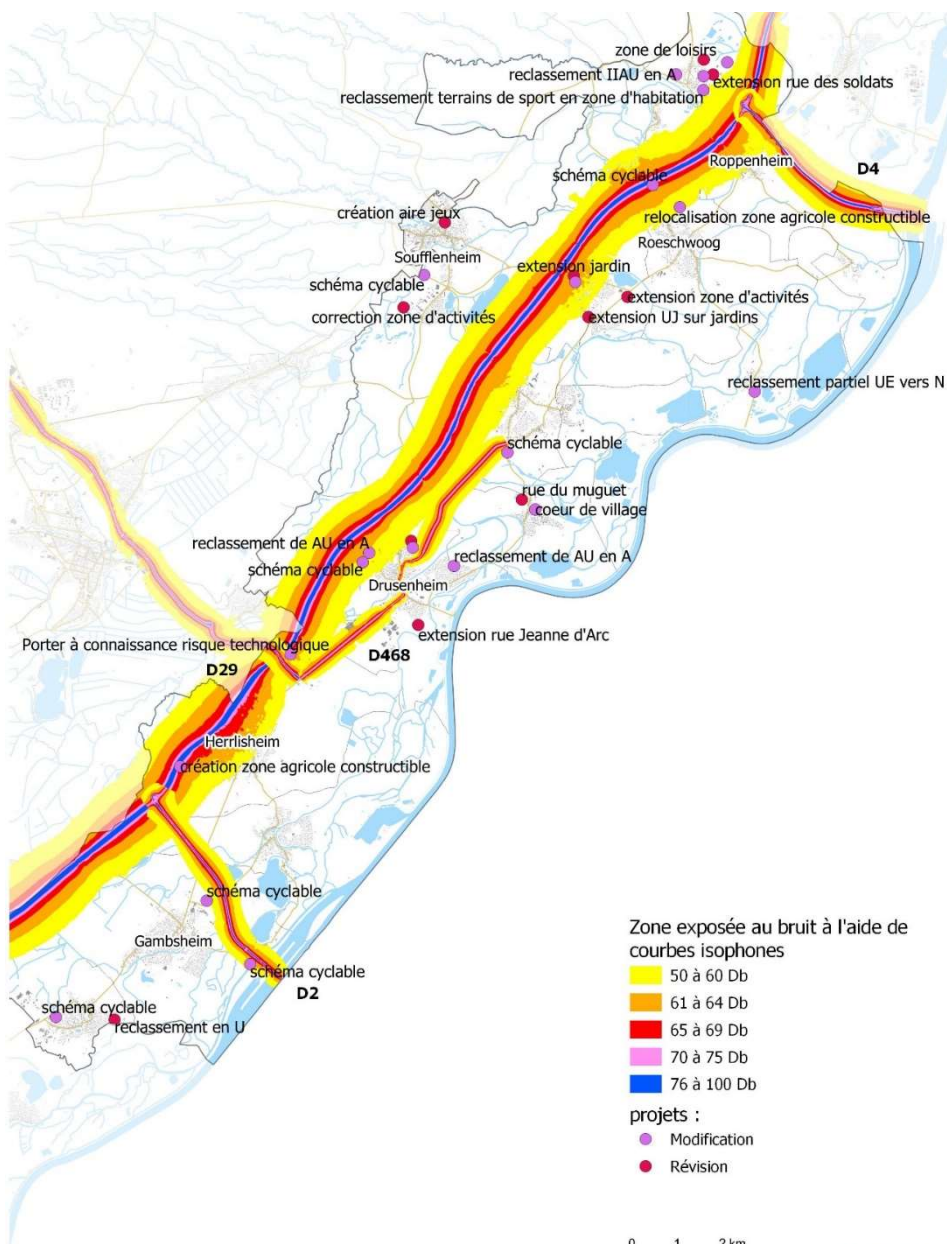 zone de loisirs
reclassement IIAU en A
extension rue des soldats
reclassement terrains de sport en zone d'habitation
Roppenheim
D4
schéma cyclable
création aire jeux
relocalisation zone agricole constructible
Roeschwoog
Soufflenheim
extension jardin
schéma cyclable
extension zone d'activités
correction zone d'activités
extension UJ sur jardins
reclassement partiel UE vers N
schéma cyclable
rue du muguet
coeur de village
reclassement de AU en A
reclassement de AU en A
schéma cyclable
Drusenheim
extension rue Jeanne d'Arc
Porter à connaissance risque technologique
D468
D29
Herrlisheim
création zone agricole constructible
schéma cyclable
Gambsheim
schéma cyclable
D2
schéma cyclable
reclassement en U
Zone exposée au bruit à l'aide de
courbes isophones
50 à 60 Db
61 à 64 Db
65 à 69 Db
70 à 75 Db
76 à 100 Db
projets :
Modification
Révision
0 1 2 km